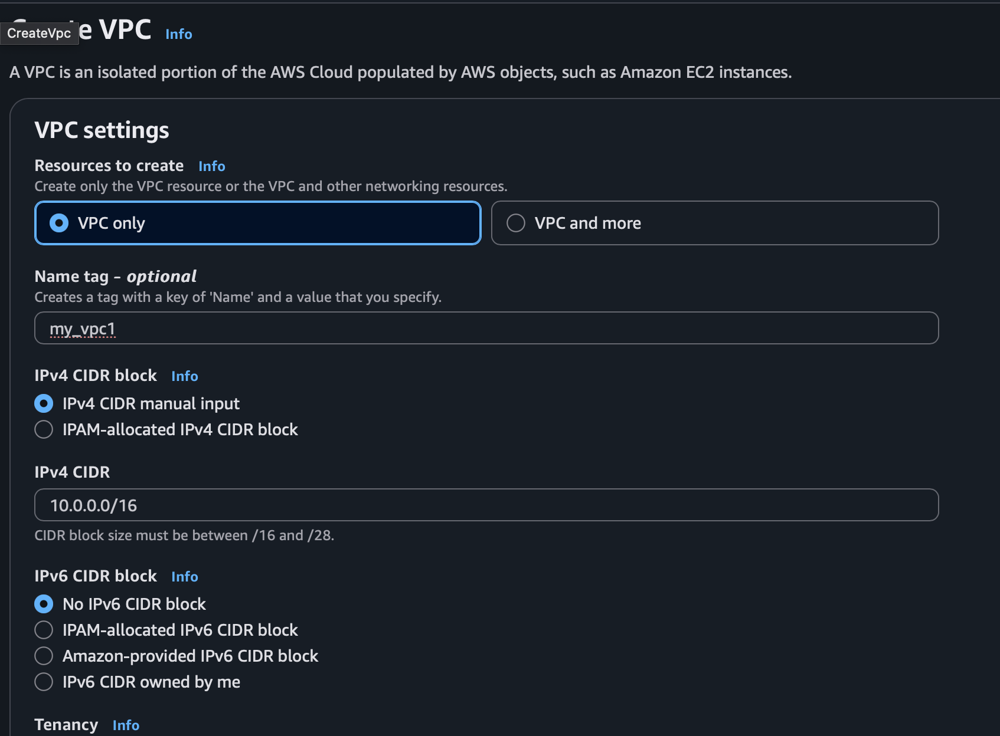 CreateVpc
e VPC Info
A VPC is an isolated portion of the AWS Cloud populated by AWS objects, such as Amazon EC2 instances.
VPC settings
Resources to create Info
Create only the VPC resource or the VPC and other networking resources.
VPC only
VPC and more
Name tag – optional
Creates a tag with a key of 'Name' and a value that you specify.
my_vpc1
IPv4 CIDR block Info
IPv4 CIDR manual input
IPAM-allocated IPv4 CIDR block
IPv4 CIDR
10.0.0.0/16
CIDR block size must be between /16 and /28.
IPv6 CIDR block Info
No IPv6 CIDR block
IPAM-allocated IPv6 CIDR block
Amazon-provided IPv6 CIDR block
IPv6 CIDR owned by me
Tenancy Info